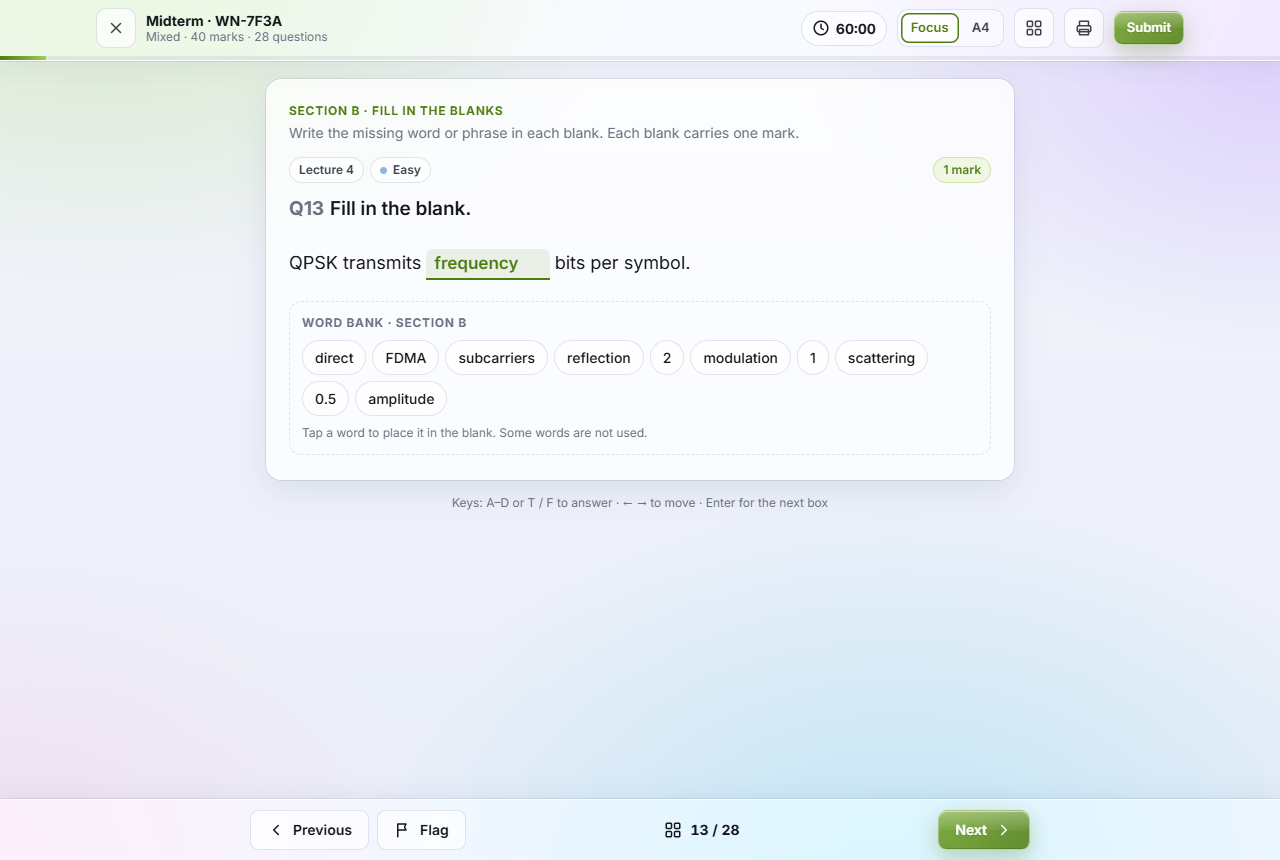 Midterm · WN-7F3A
Mixed · 40 marks · 28 questions
60:00
Focus
A4
Submit
SECTION B · FILL IN THE BLANKS
Write the missing word or phrase in each blank. Each blank carries one mark.
Lecture 4
Easy
1 mark
Q13 Fill in the blank.
QPSK transmits frequency bits per symbol.
WORD BANK · SECTION B
direct FDMA subcarriers reflection 2 modulation 1 scattering
0.5 amplitude
Tap a word to place it in the blank. Some words are not used.
Keys: A–D or T / F to answer · ← → to move · Enter for the next box
Previous
Flag
13 / 28
Next